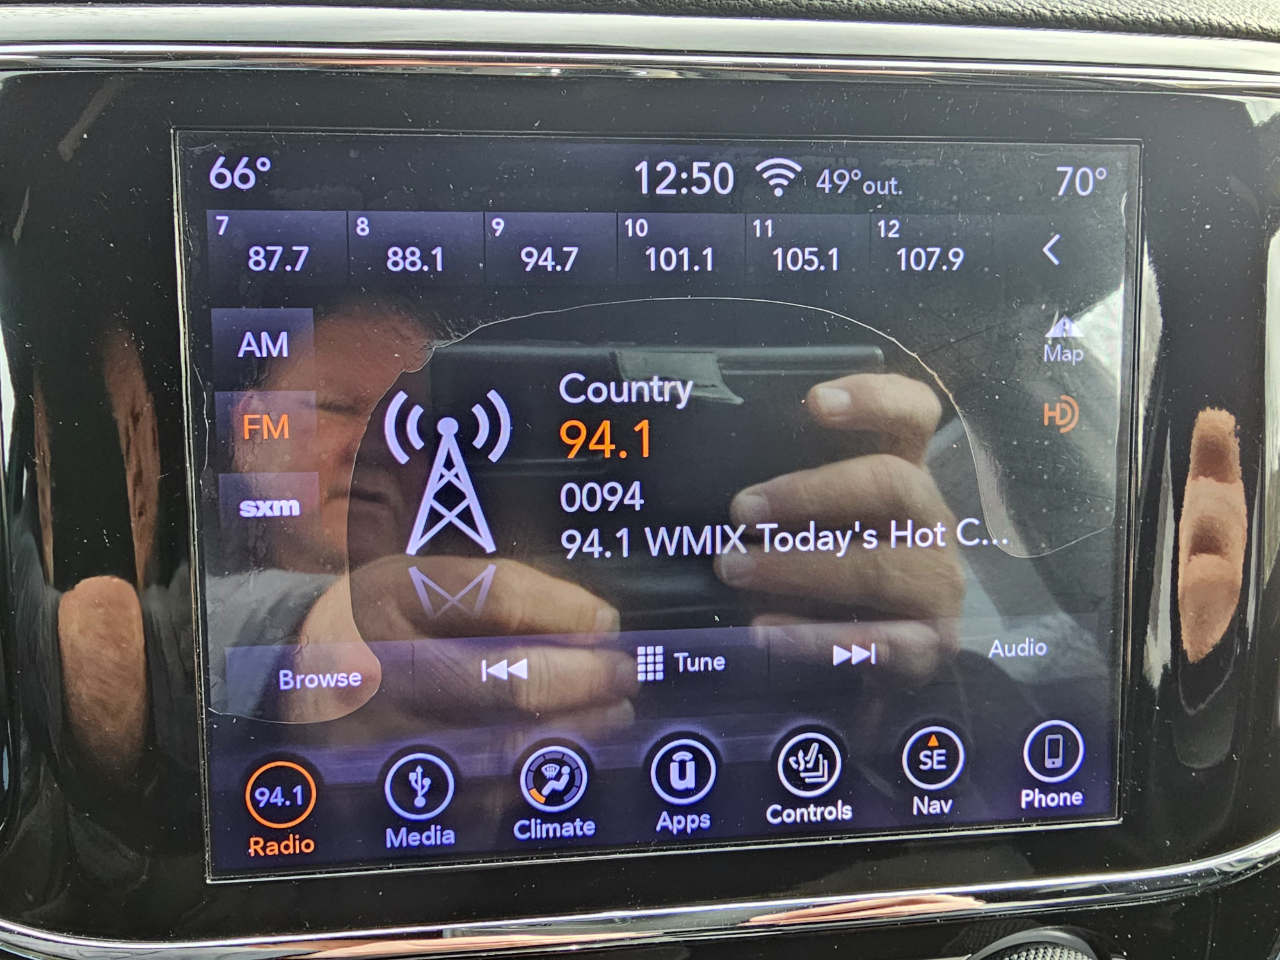 66° 12:50 49°out. 70°
7 8 9 10 11 12
87.7 88.1 94.7 101.1 105.1 107.9
AM
Map
Country
FM
94.1
HD
0094
sxm
94.1 WMIX Today's Hot C...
Browse Tune Audio
94.1 SE
Radio Media Climate Apps Controls Nav Phone